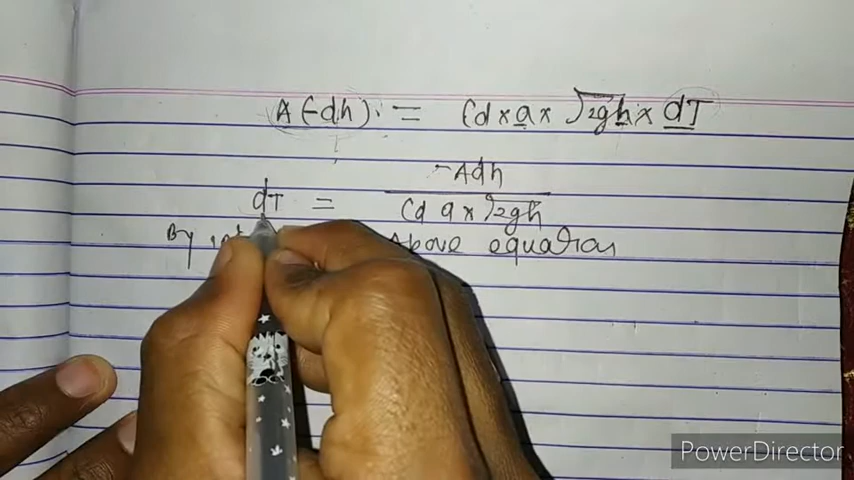 A (-dh) = Cd x a x √2gh x dT
dT = -Adh / Cd a x √2gh
By Above equation
PowerDirector